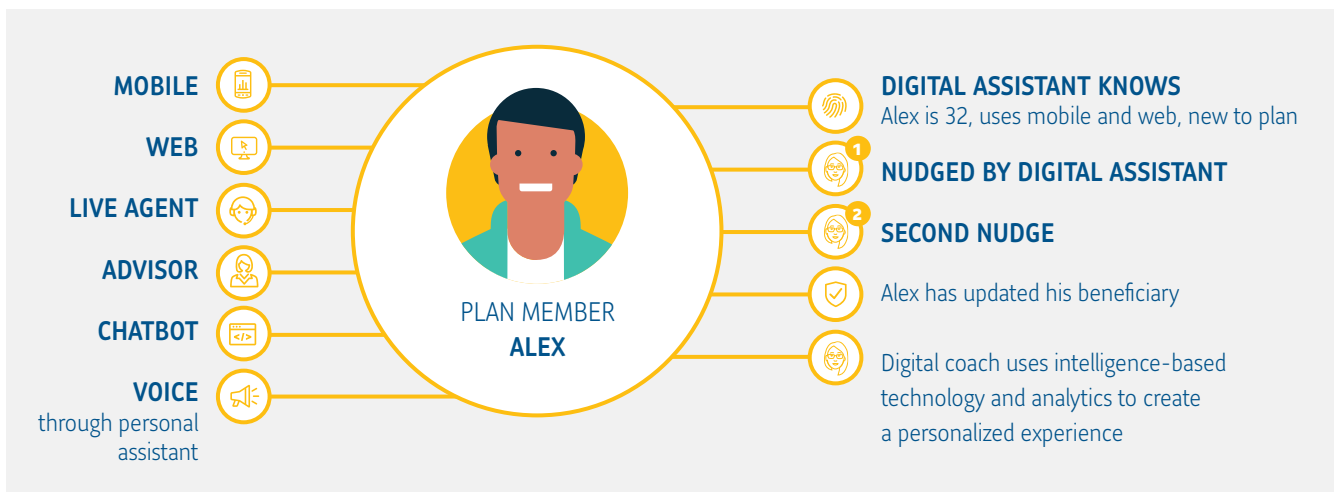 MOBILE
WEB
LIVE AGENT
ADVISOR
CHATBOT
</>
VOICE
through personal
assistant
PLAN MEMBER
ALEX
DIGITAL ASSISTANT KNOWS
Alex is 32, uses mobile and web, new to plan
1
NUDGED BY DIGITAL ASSISTANT
2
SECOND NUDGE
Alex has updated his beneficiary
Digital coach uses intelligence-based
technology and analytics to create
a personalized experience